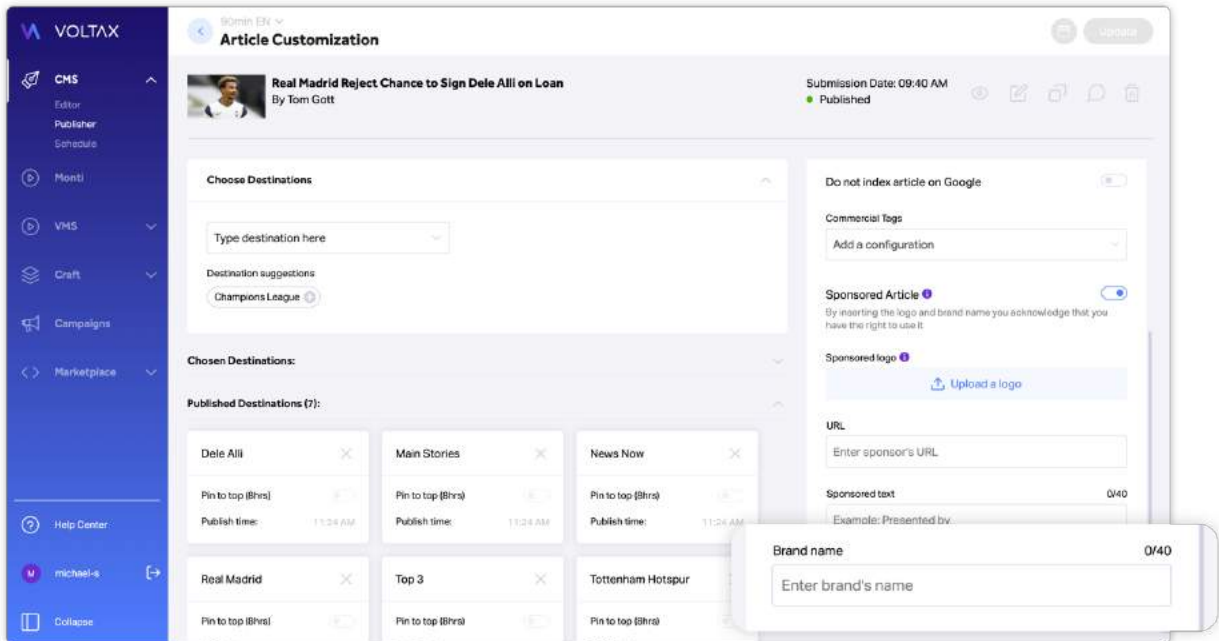 VOLTAX
CMS
Editor
Publisher
Schedule
Monti
VMS
Craft
Campaigns
Marketplace
Help Center
M
michael-s
Collapse
90min EN
Article Customization
Update
Real Madrid Reject Chance to Sign Dele Alli on Loan
By Tom Gott
Submission Date: 09:40 AM
Published
Choose Destinations
Type destination here
Destination suggestions
Champions League
Chosen Destinations:
Published Destinations (7):
Dele Alli
Pin to top (8hrs)
Publish time: 11:24 AM
Main Stories
Pin to top (8hrs)
Publish time: 11:24 AM
News Now
Pin to top (8hrs)
Publish time: 11:24 AM
Real Madrid
Pin to top (8hrs)
Top 3
Pin to top (8hrs)
Tottenham Hotspur
Pin to top (8hrs)
Do not index article on Google
Commercial Tags
Add a configuration
Sponsored Article
By inserting the logo and brand name you acknowledge that you
have the right to use it
Sponsored logo
Upload a logo
URL
Enter sponsor's URL
Sponsored text 0/40
Example: Presented by
Brand name 0/40
Enter brand's name